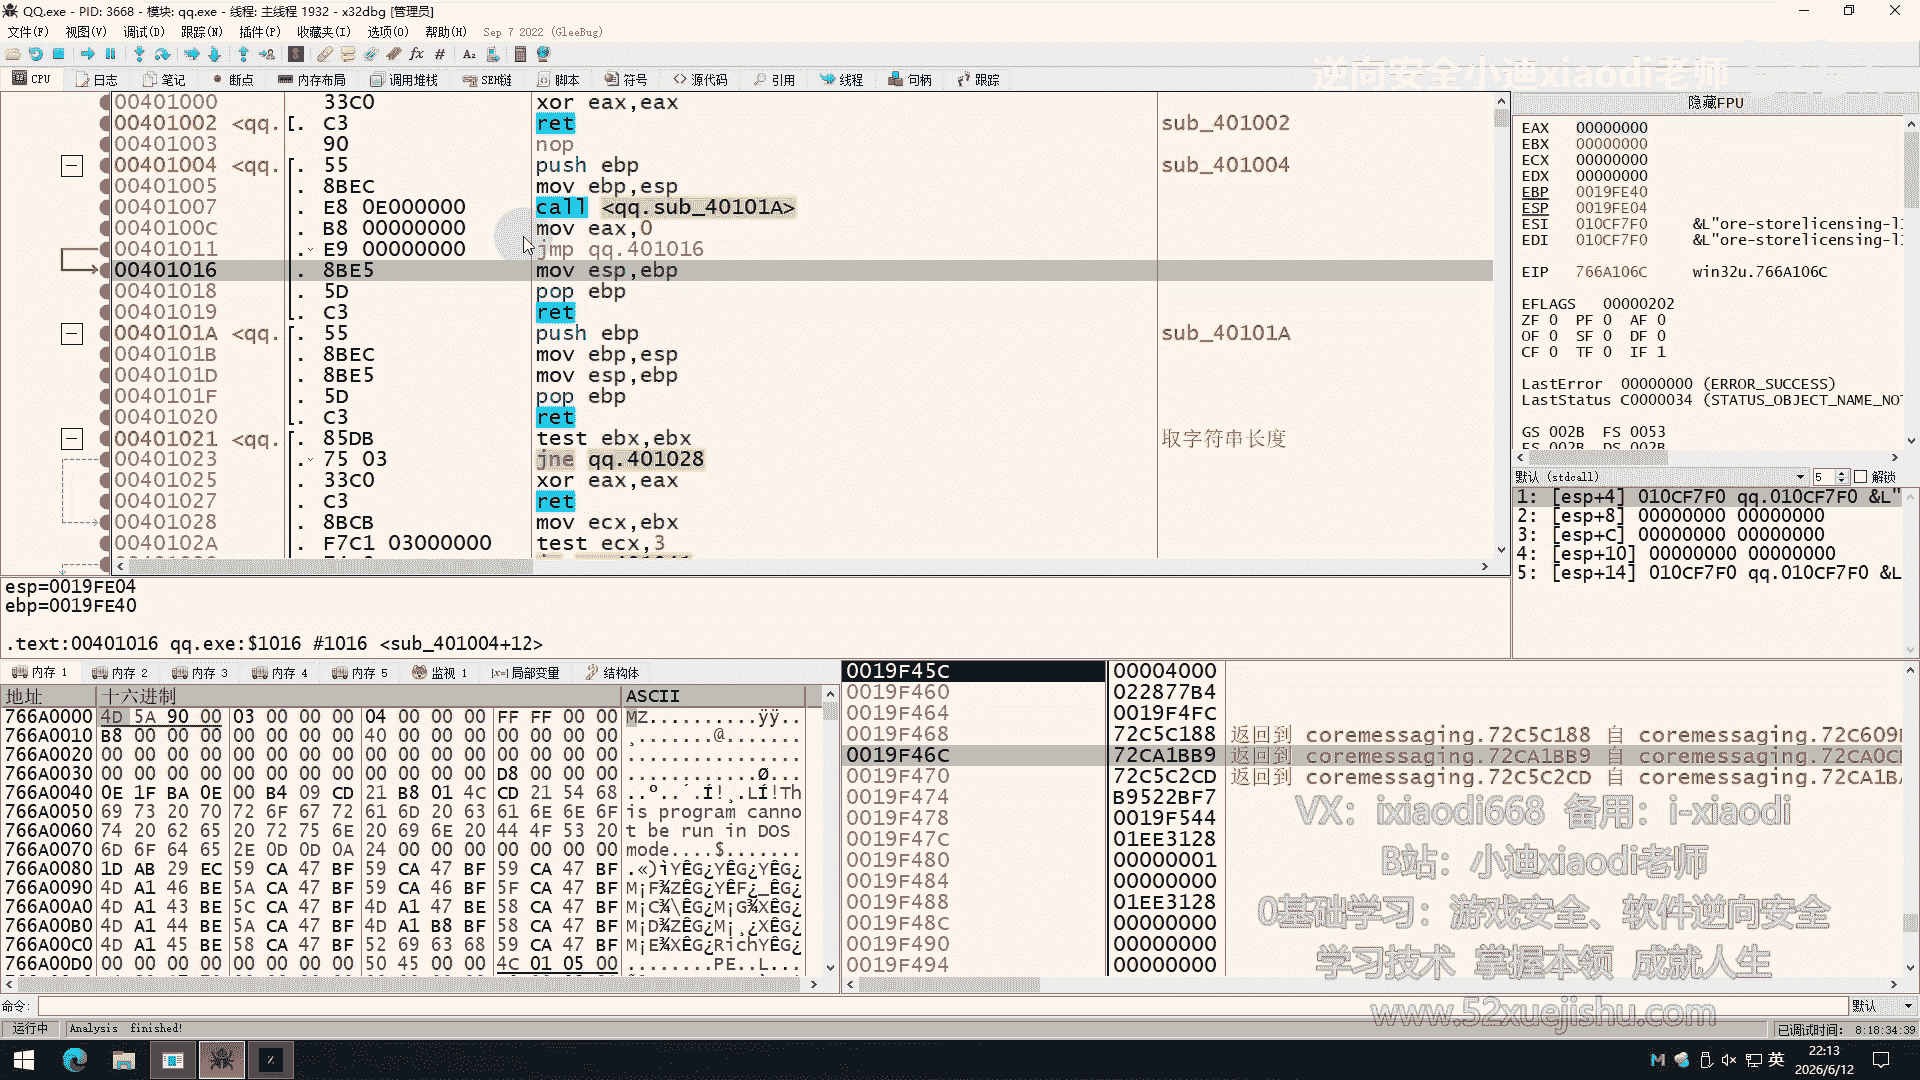 QQ.exe - PID: 3668 - 模块: qq.exe - 线程: 主线程 1932 - x32dbg [管理员]
文件(F) 视图(V) 调试(D) 跟踪(N) 插件(P) 收藏夹(I) 选项(O) 帮助(H) Sep 7 2022 (GleeBug)
CPU 日志 笔记 断点 内存布局 调用堆栈 SEH链 脚本 符号 源代码 引用 线程 句柄 跟踪
逆向安全小迪xiaodi老师
00401000 33C0 xor eax,eax
00401002 <qq. [. C3 ret sub_401002
00401003 90 nop
00401004 <qq. . 55 push ebp sub_401004
00401005 . 8BEC mov ebp,esp
00401007 . E8 0E000000 call <qq.sub_40101A>
0040100C . B8 00000000 mov eax,0
00401011 . E9 00000000 jmp qq.401016
00401016 . 8BE5 mov esp,ebp
00401018 . 5D pop ebp
00401019 . C3 ret
0040101A <qq. . 55 push ebp sub_40101A
0040101B . 8BEC mov ebp,esp
0040101D . 8BE5 mov esp,ebp
0040101F . 5D pop ebp
00401020 . C3 ret
00401021 <qq. . 85DB test ebx,ebx 取字符串长度
00401023 . 75 03 jne qq.401028
00401025 . 33C0 xor eax,eax
00401027 . C3 ret
00401028 . 8BCB mov ecx,ebx
0040102A . F7C1 03000000 test ecx,3
隐藏FPU
EAX 00000000
EBX 00000000
ECX 00000000
EDX 00000000
EBP 0019FE40
ESP 0019FE04
ESI 010CF7F0 &L"ore-storelicensing-l1
EDI 010CF7F0 &L"ore-storelicensing-l1
EIP 766A106C win32u.766A106C
EFLAGS 00000202
ZF 0 PF 0 AF 0
OF 0 SF 0 DF 0
CF 0 TF 0 IF 1
LastError 00000000 (ERROR_SUCCESS)
LastStatus C0000034 (STATUS_OBJECT_NAME_NO
GS 002B FS 0053
ES 002B DS 002B
默认 (stdcall) 5 解锁
1: [esp+4] 010CF7F0 qq.010CF7F0 &L"
2: [esp+8] 00000000 00000000
3: [esp+c] 00000000 00000000
4: [esp+10] 00000000 00000000
5: [esp+14] 010CF7F0 qq.010CF7F0 &L
esp=0019FE04
ebp=0019FE40
.text:00401016 qq.exe:$1016 #1016 <sub_401004+12>
内存 1 内存 2 内存 3 内存 4 内存 5 监视 1 [x=]局部变量 结构体
地址 十六进制 ASCII
766A0000 4D 5A 90 00 03 00 00 00 04 00 00 00 FF FF 00 00 MZ..........ÿÿ..
766A0010 B8 00 00 00 00 00 00 00 40 00 00 00 00 00 00 00 ¸.......@.......
766A0020 00 00 00 00 00 00 00 00 00 00 00 00 00 00 00 00 ................
766A0030 00 00 00 00 00 00 00 00 00 00 00 00 D8 00 00 00 ............Ø...
766A0040 0E 1F BA 0E 00 B4 09 CD 21 B8 01 4C CD 21 54 68 ..º..´.Í!¸.LÍ!Th
766A0050 69 73 20 70 72 6F 67 72 61 6D 20 63 61 6E 6E 6F is program canno
766A0060 74 20 62 65 20 72 75 6E 20 69 6E 20 44 4F 53 20 t be run in DOS
766A0070 6D 6F 64 65 2E 0D 0D 0A 24 00 00 00 00 00 00 00 mode....$.......
766A0080 1D AB 29 EC 59 CA 47 BF 59 CA 47 BF 59 CA 47 BF .«)ìYÊG¿YÊG¿YÊG¿
766A0090 4D A1 46 BE 5A CA 47 BF 59 CA 46 BF 5F CA 47 BF M¡F¾ZÊG¿YÊF¿_ÊG¿
766A00A0 4D A1 43 BE 5C CA 47 BF 4D A1 47 BE 58 CA 47 BF M¡C¾\ÊG¿M¡G¾XÊG¿
766A00B0 4D A1 44 BE 5A CA 47 BF 4D A1 B8 BF 58 CA 47 BF M¡D¾ZÊG¿M¡¸¿XÊG¿
766A00C0 4D A1 45 BE 58 CA 47 BF 52 69 63 68 59 CA 47 BF M¡E¾XÊG¿RichYÊG¿
766A00D0 00 00 00 00 00 00 00 00 50 45 00 00 4C 01 05 00 ........PE..L...
0019F45C 00004000
0019F460 022877B4
0019F464 0019F4FC
0019F468 72C5C188 返回到 coremessaging.72C5C188 自 coremessaging.72C609
0019F46C 72CA1BB9 返回到 coremessaging.72CA1BB9 自 coremessaging.72CA0C
0019F470 72C5C2CD 返回到 coremessaging.72C5C2CD 自 coremessaging.72CA1B
0019F474 B9522BF7
0019F478 0019F544
0019F47C 01EE3128
0019F480 00000001
0019F484 00000000
0019F488 01EE3128
0019F48C 00000000
0019F490 00000000
0019F494 00000000
VX：ixiaodi668 备用：i-xiaodi
B站：小迪xiaodi老师
0基础学习：游戏安全、软件逆向安全
学习技术 掌握本领 成就人生
www.52xuejishu.com
命令: 默认
运行中 Analysis finished! 已调试时间: 8:18:34:39
英 22:13
2026/6/12